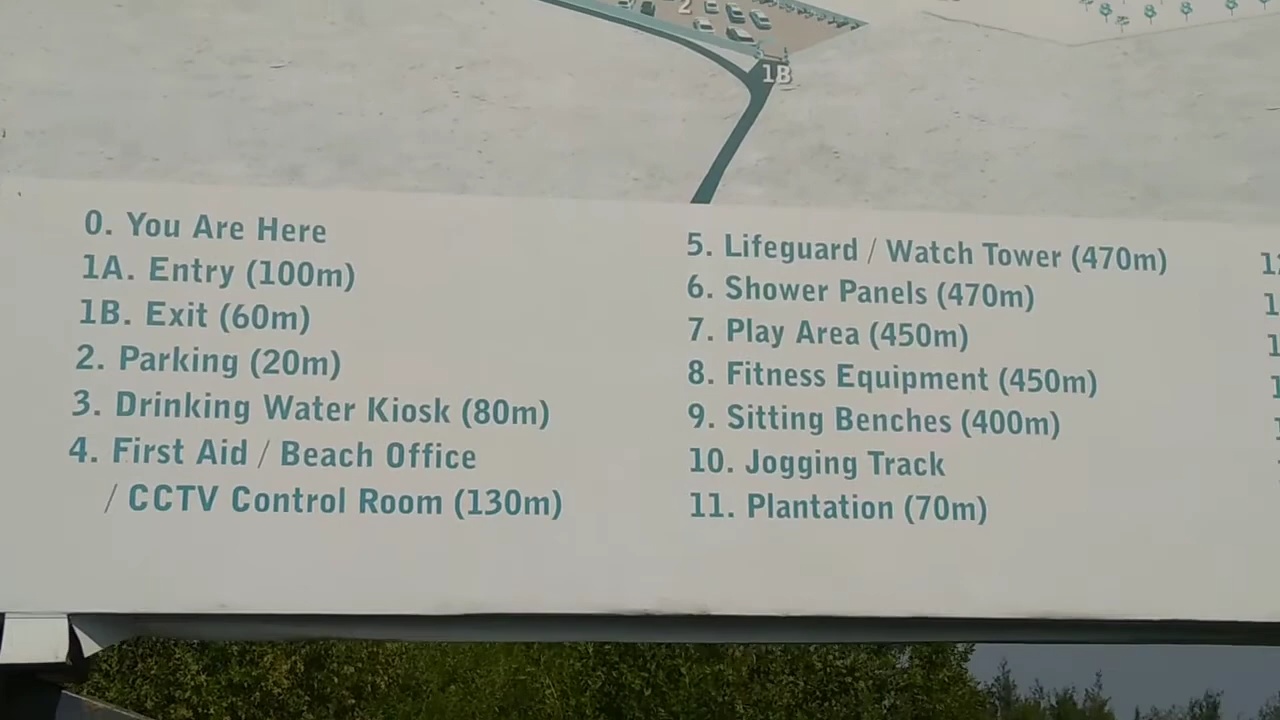 2
1B
0. You Are Here
1A. Entry (100m)
1B. Exit (60m)
2. Parking (20m)
3. Drinking Water Kiosk (80m)
4. First Aid / Beach Office
/ CCTV Control Room (130m)
5. Lifeguard / Watch Tower (470m)
6. Shower Panels (470m)
7. Play Area (450m)
8. Fitness Equipment (450m)
9. Sitting Benches (400m)
10. Jogging Track
11. Plantation (70m)